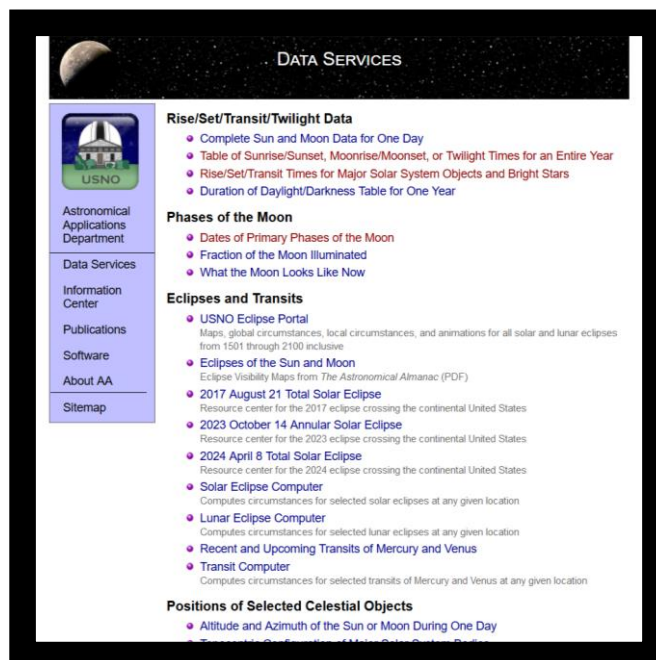 DATA SERVICES
USNO
Astronomical
Applications
Department
Data Services
Information
Center
Publications
Software
About AA
Sitemap
Rise/Set/Transit/Twilight Data
Complete Sun and Moon Data for One Day
Table of Sunrise/Sunset, Moonrise/Moonset, or Twilight Times for an Entire Year
Rise/Set/Transit Times for Major Solar System Objects and Bright Stars
Duration of Daylight/Darkness Table for One Year
Phases of the Moon
Dates of Primary Phases of the Moon
Fraction of the Moon Illuminated
What the Moon Looks Like Now
Eclipses and Transits
USNO Eclipse Portal
Maps, global circumstances, local circumstances, and animations for all solar and lunar eclipses
from 1501 through 2100 inclusive
Eclipses of the Sun and Moon
Eclipse Visibility Maps from The Astronomical Almanac (PDF)
2017 August 21 Total Solar Eclipse
Resource center for the 2017 eclipse crossing the continental United States
2023 October 14 Annular Solar Eclipse
Resource center for the 2023 eclipse crossing the continental United States
2024 April 8 Total Solar Eclipse
Resource center for the 2024 eclipse crossing the continental United States
Solar Eclipse Computer
Computes circumstances for selected solar eclipses at any given location
Lunar Eclipse Computer
Computes circumstances for selected lunar eclipses at any given location
Recent and Upcoming Transits of Mercury and Venus
Transit Computer
Computes circumstances for selected transits of Mercury and Venus at any given location
Positions of Selected Celestial Objects
Altitude and Azimuth of the Sun or Moon During One Day